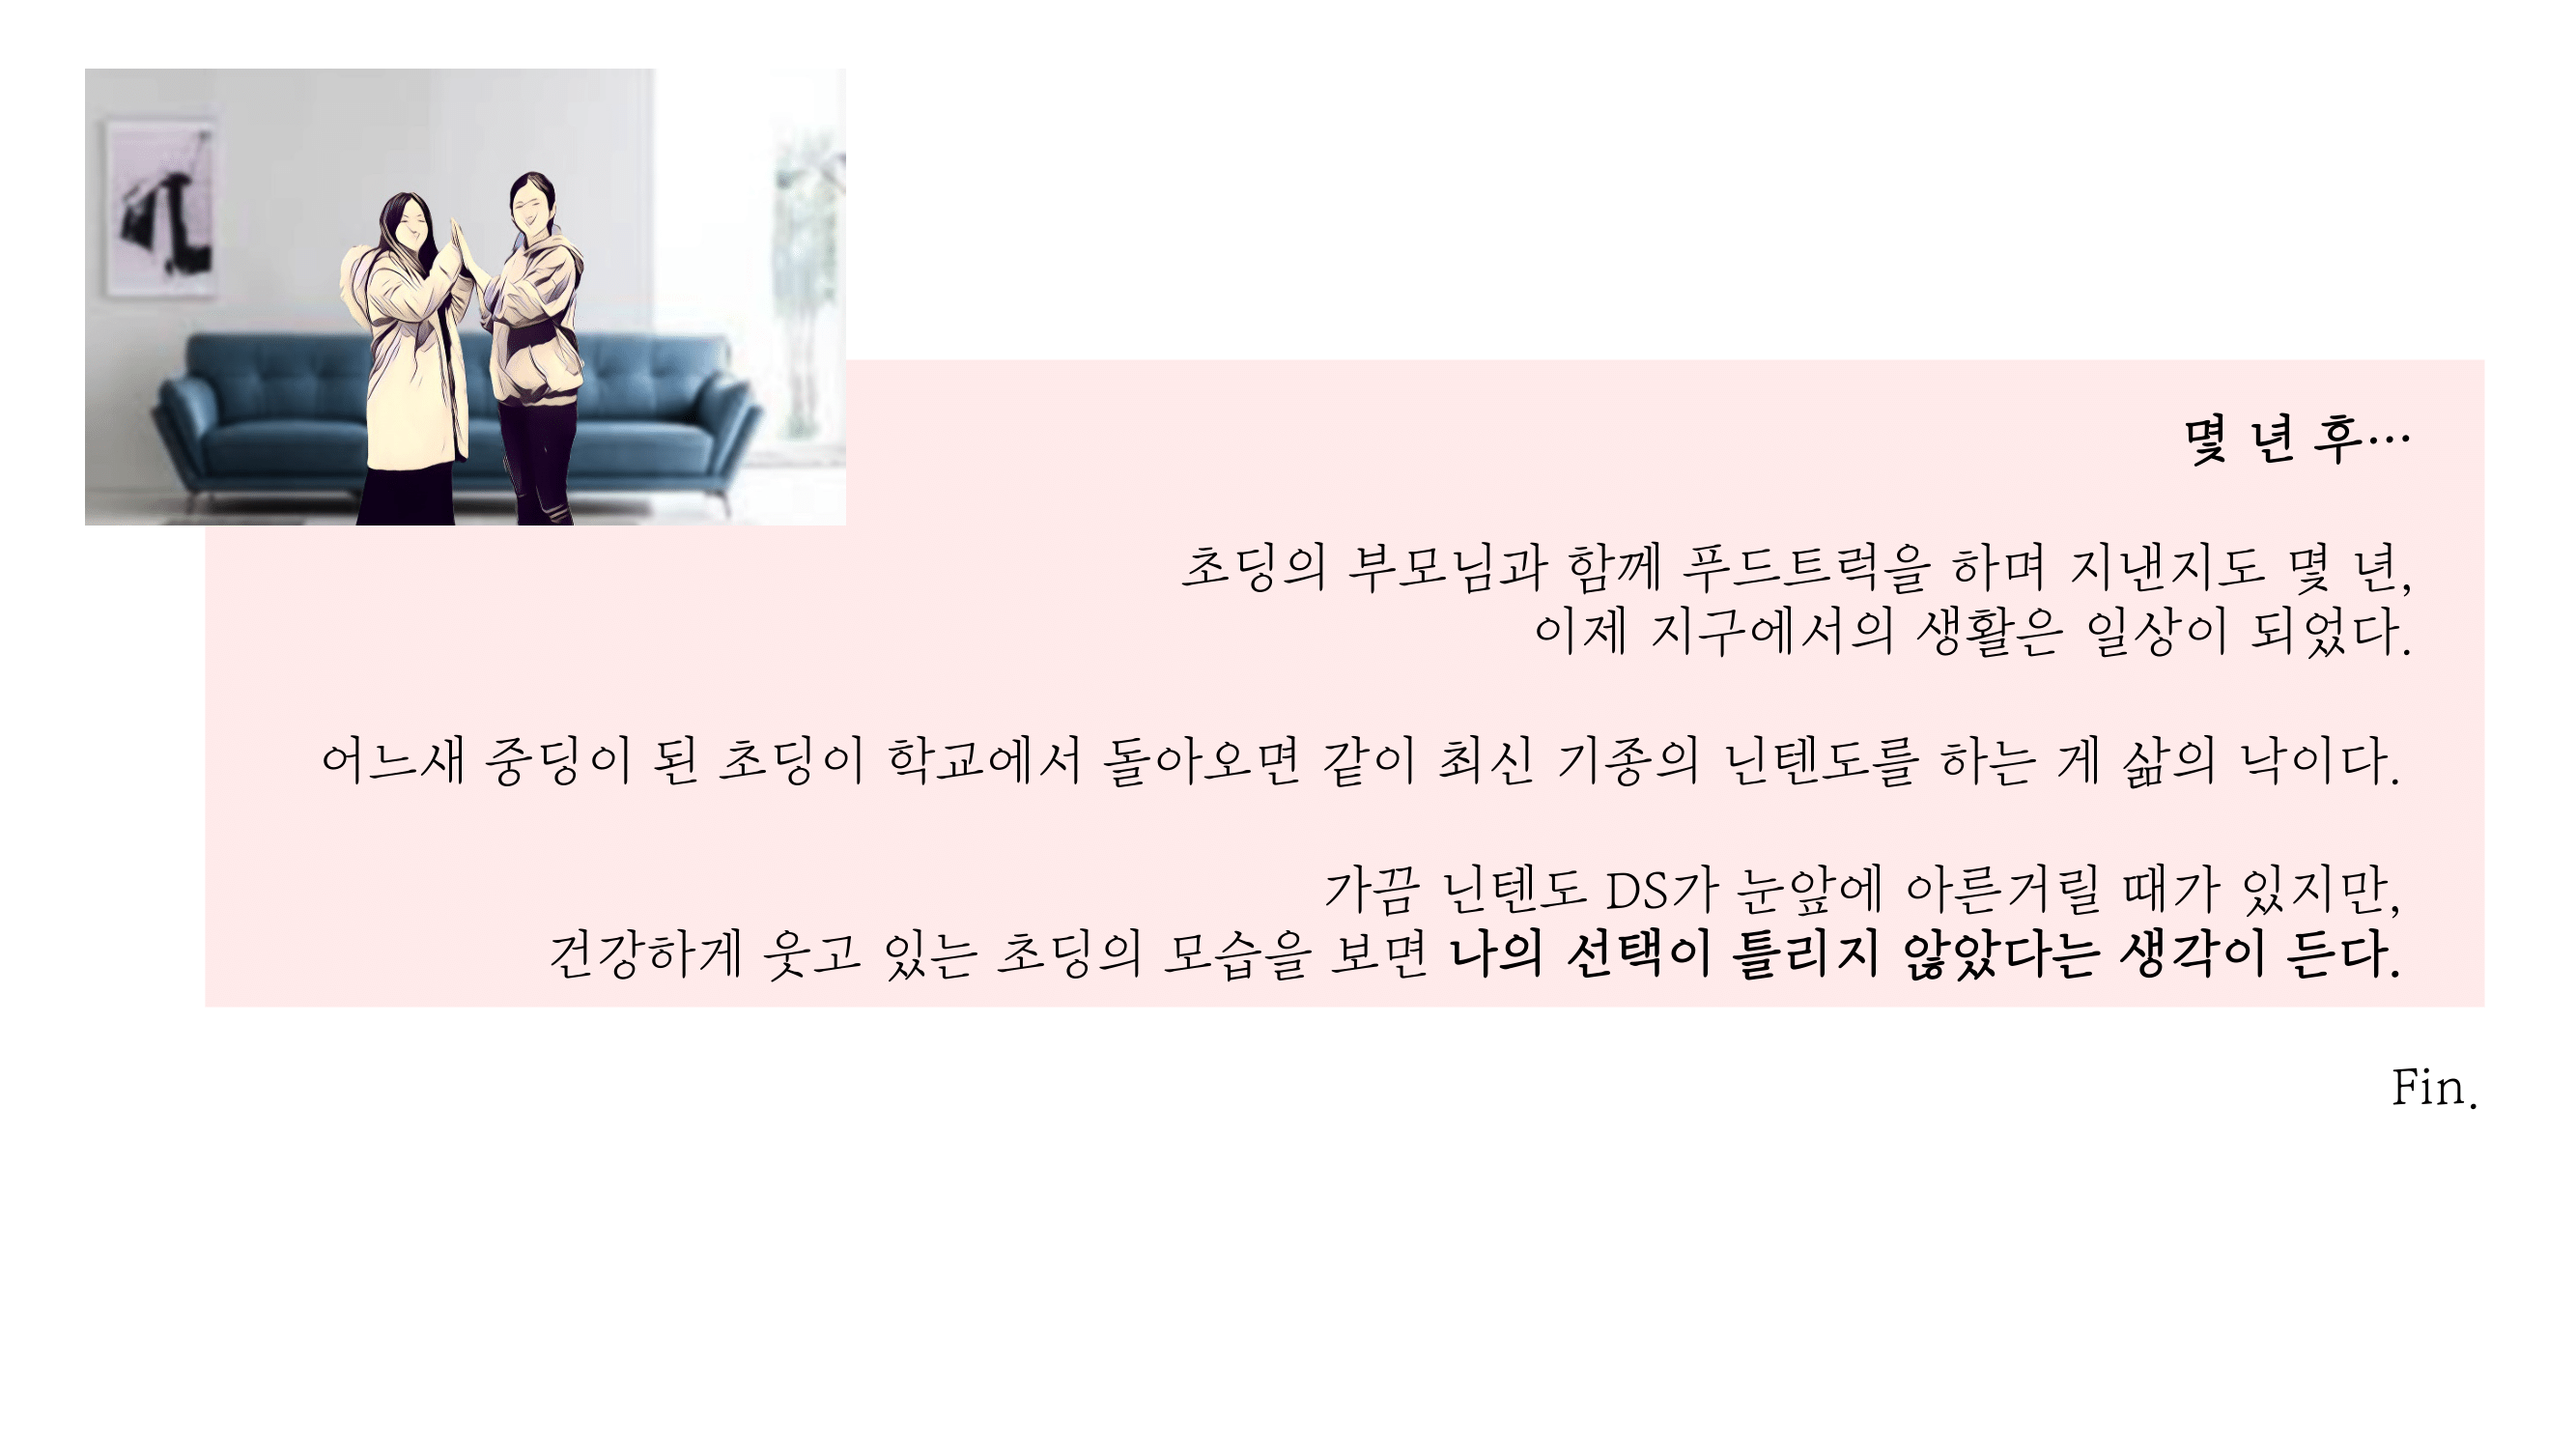 몇 년 후…
초딩의 부모님과 함께 푸드트럭을 하며 지낸지도 몇 년,
이제 지구에서의 생활은 일상이 되었다.
어느새 중딩이 된 초딩이 학교에서 돌아오면 같이 최신 기종의 닌텐도를 하는 게 삶의 낙이다.
가끔 닌텐도 DS가 눈앞에 아른거릴 때가 있지만,
건강하게 웃고 있는 초딩의 모습을 보면 나의 선택이 틀리지 않았다는 생각이 든다.
Fin.